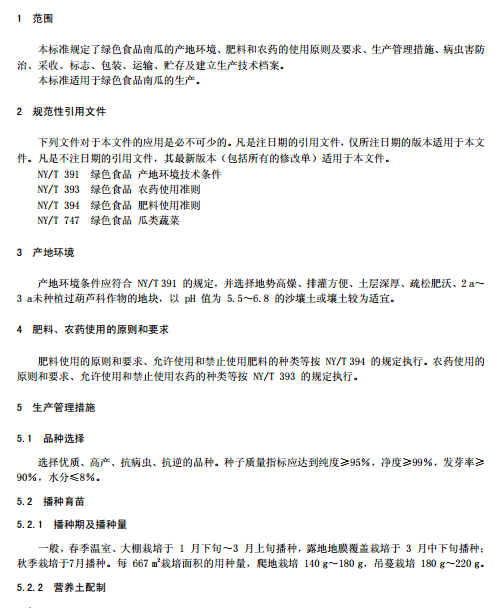 1 范围
本标准规定了绿色食品南瓜的产地环境、肥料和农药的使用原则及要求、生产管理措施、病虫害防
治、采收、标志、包装、运输、贮存及建立生产技术档案。
本标准适用于绿色食品南瓜的生产。
2 规范性引用文件
下列文件对于本文件的应用是必不可少的。凡是注日期的引用文件，仅所注日期的版本适用于本文
件。凡是不注日期的引用文件，其最新版本（包括所有的修改单）适用于本文件。
NY/T 391 绿色食品 产地环境技术条件
NY/T 393 绿色食品 农药使用准则
NY/T 394 绿色食品 肥料使用准则
NY/T 747 绿色食品 瓜类蔬菜
3 产地环境
产地环境条件应符合 NY/T 391 的规定，并选择地势高燥、排灌方便、土层深厚、疏松肥沃、2 a～
3 a未种植过葫芦科作物的地块，以 pH 值为 5.5～6.8 的沙壤土或壤土较为适宜。
4 肥料、农药使用的原则和要求
肥料使用的原则和要求、允许使用和禁止使用肥料的种类等按 NY/T 394 的规定执行。农药使用的
原则和要求、允许使用和禁止使用农药的种类等按 NY/T 393 的规定执行。
5 生产管理措施
5.1 品种选择
选择优质、高产、抗病虫、抗逆的品种。种子质量指标应达到纯度≥95%，净度≥99%，发芽率≥
90%，水分≤8%。
5.2 播种育苗
5.2.1 播种期及播种量
一般，春季温室、大棚栽培于 1 月下旬～3 月上旬播种，露地地膜覆盖栽培于 3 月中下旬播种；
秋季栽培于7月播种。每 667 m²栽培面积的用种量，爬地栽培 140 g～180 g，吊蔓栽培 180 g～220 g。
5.2.2 营养土配制